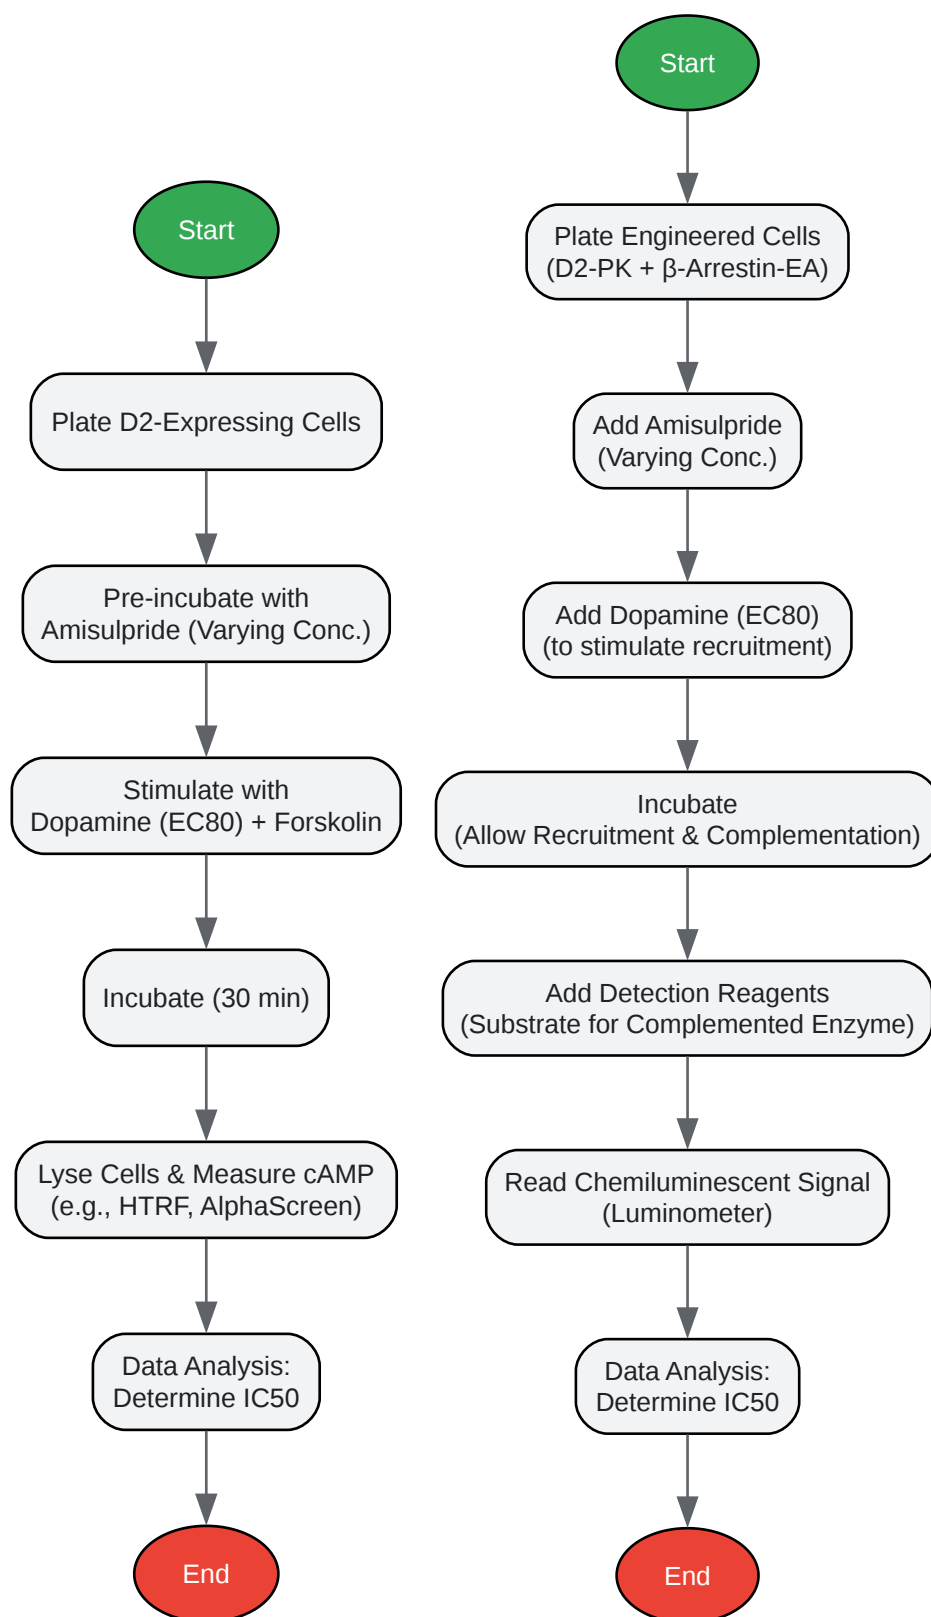 Start
Plate D2-Expressing Cells
Pre-incubate with
Amisulpride (Varying Conc.)
Stimulate with
Dopamine (EC80) + Forskolin
Incubate (30 min)
Lyse Cells & Measure cAMP
(e.g., HTRF, AlphaScreen)
Data Analysis:
Determine IC50
End
Start
Plate Engineered Cells
(D2-PK + β-Arrestin-EA)
Add Amisulpride
(Varying Conc.)
Add Dopamine (EC80)
(to stimulate recruitment)
Incubate
(Allow Recruitment & Complementation)
Add Detection Reagents
(Substrate for Complemented Enzyme)
Read Chemiluminescent Signal
(Luminometer)
Data Analysis:
Determine IC50
End